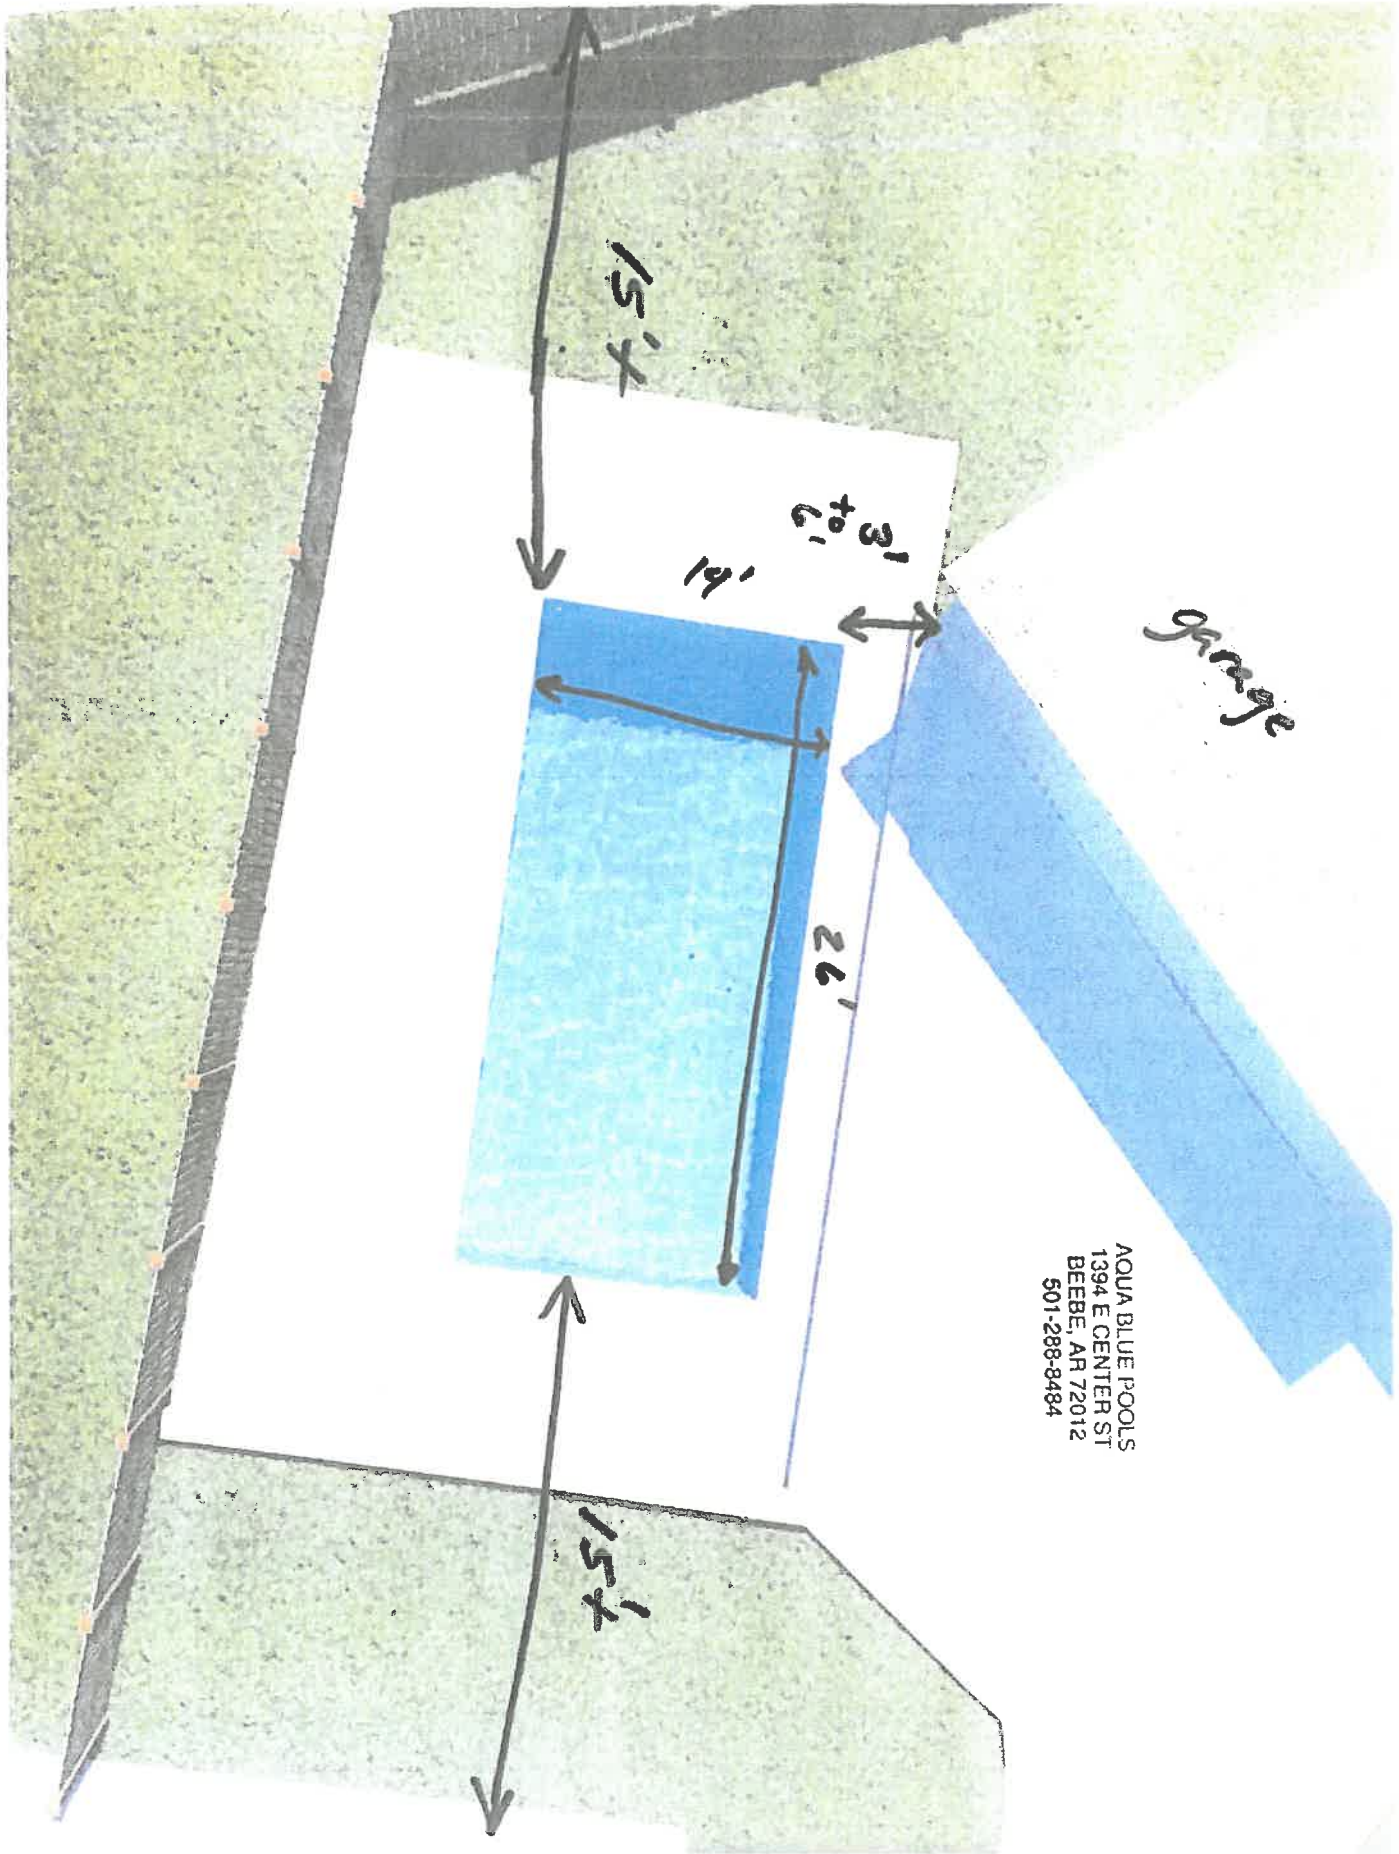 garage
AQUA BLUE POOLS
1394 E CENTER ST
BEEBE, AR 72012
501-288-8484
3'
to
6'
26'
14'
15'±
15'±